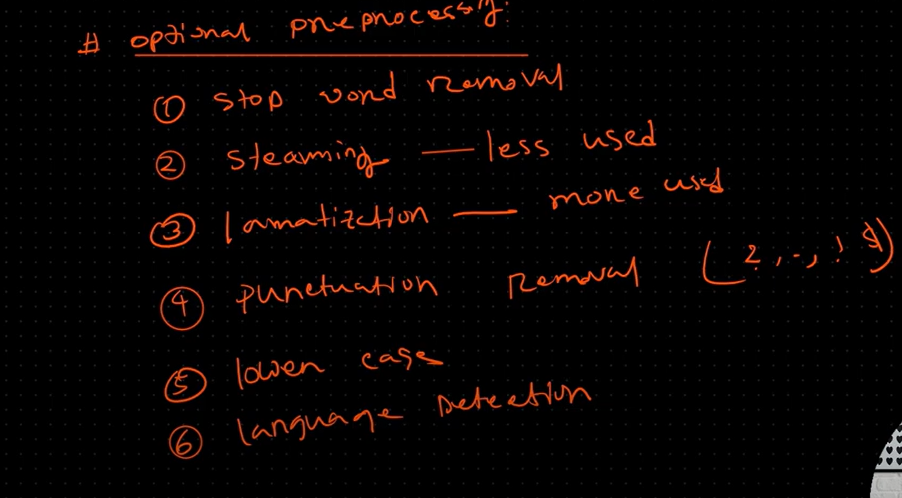 # optional preprocessing:
① stop word removal
② steaming — less used
③ lamatization — more used
④ punctuation removal (?,-,! $)
⑤ lower case
⑥ language Detection